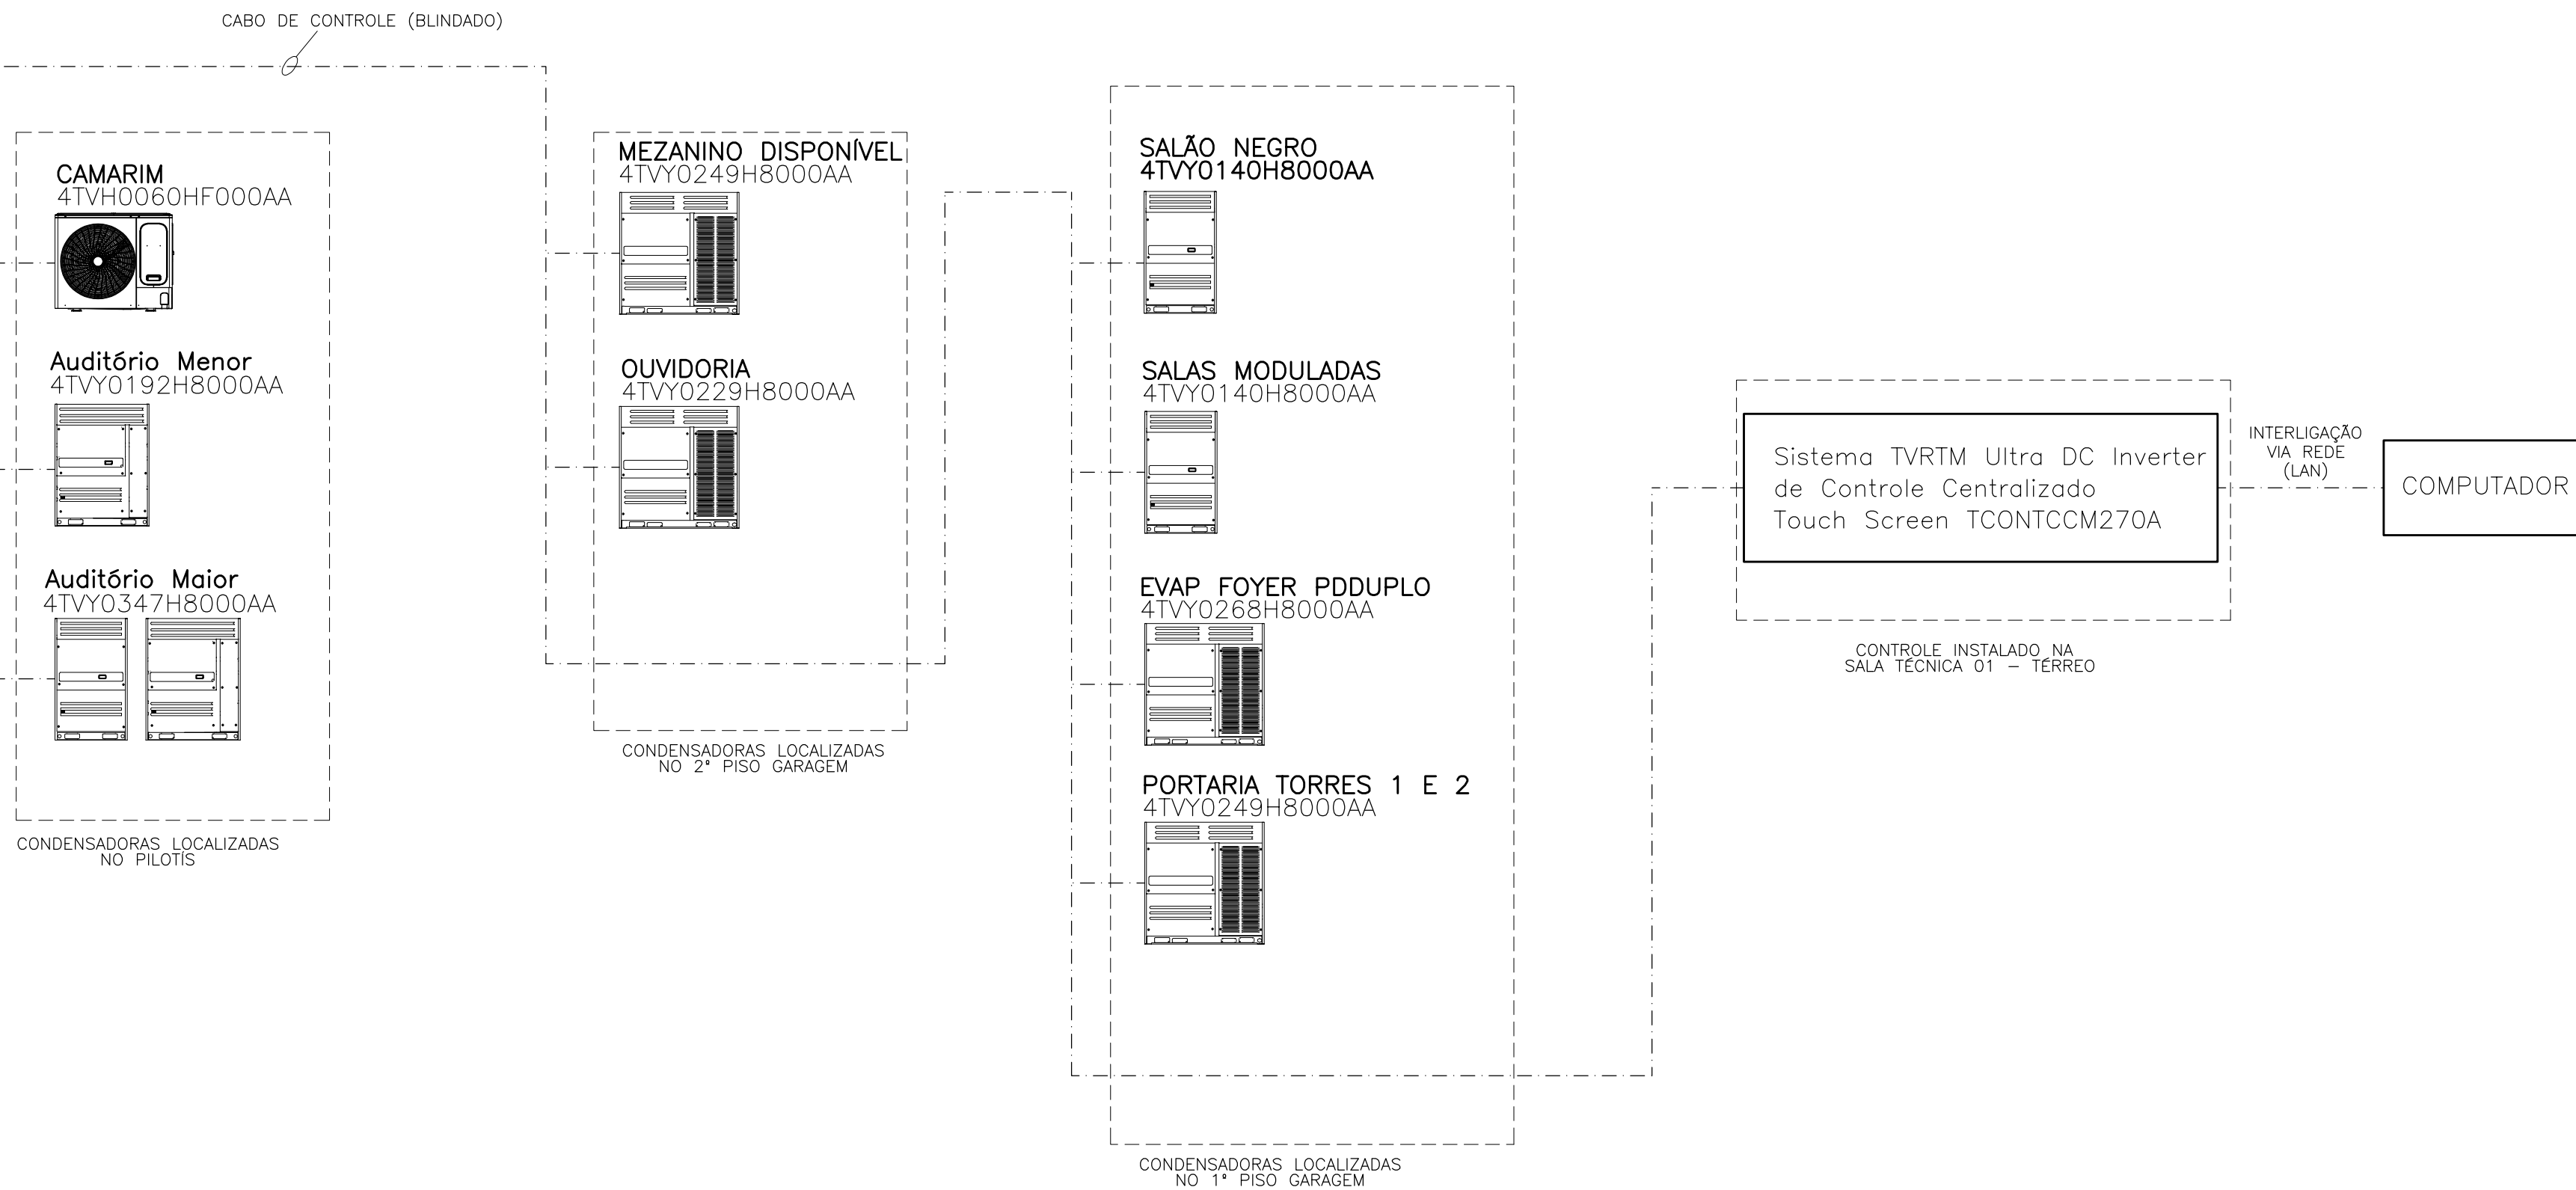 CABO DE CONTROLE (BLINDADO)
CAMARIM
4TVH0060HF000AA
Auditório Menor
4TVY0192H8000AA
Auditório Maior
4TVY0347H8000AA
CONDENSADORAS LOCALIZADAS
NO PILOTÍS
MEZANINO DISPONÍVEL
4TVY0249H8000AA
OUVIDORIA
4TVY0229H8000AA
CONDENSADORAS LOCALIZADAS
NO 2º PISO GARAGEM
SALÃO NEGRO
4TVY0140H8000AA
SALAS MODULADAS
4TVY0140H8000AA
EVAP FOYER PDDUPLO
4TVY0268H8000AA
PORTARIA TORRES 1 E 2
4TVY0249H8000AA
CONDENSADORAS LOCALIZADAS
NO 1º PISO GARAGEM
Sistema TVRTM Ultra DC Inverter
de Controle Centralizado
Touch Screen TCONTCCM270A
CONTROLE INSTALADO NA
SALA TÉCNICA 01 – TÉRREO
INTERLIGAÇÃO
VIA REDE
(LAN)
COMPUTADOR